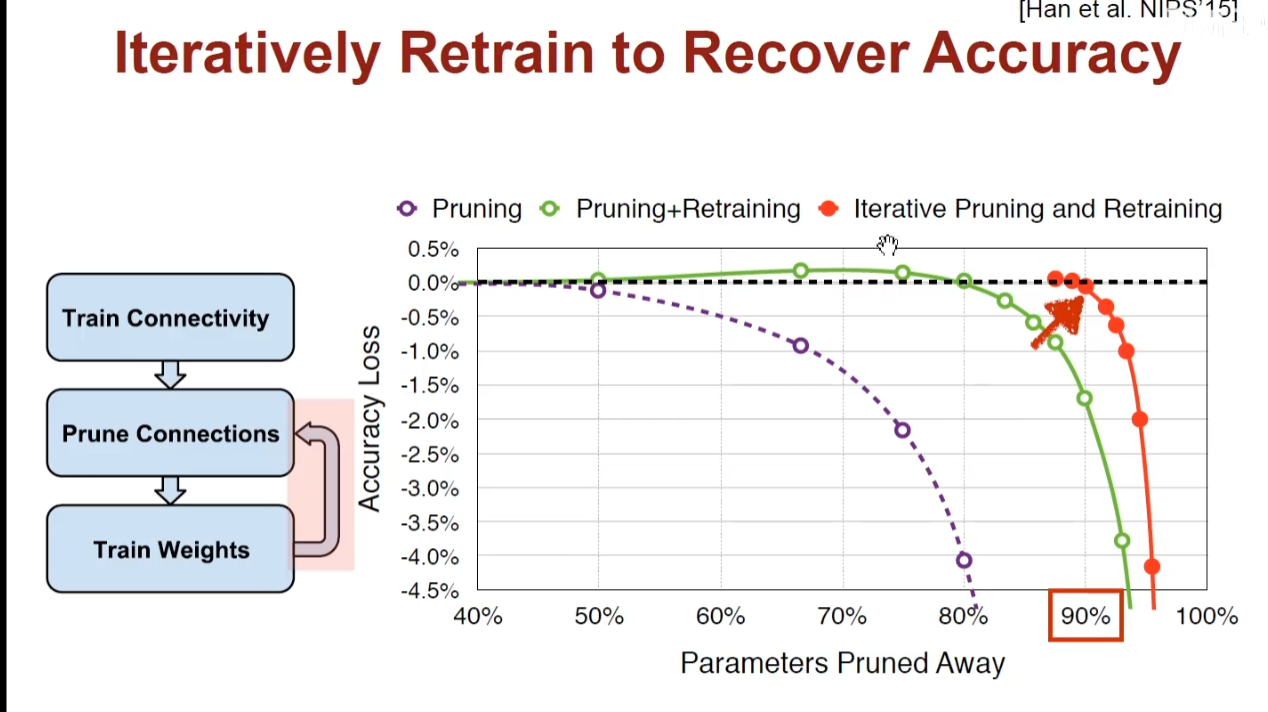 [Han et al. NIPS'15]
Iteratively Retrain to Recover Accuracy
Pruning Pruning+Retraining Iterative Pruning and Retraining
Train Connectivity
Prune Connections
Train Weights
Accuracy Loss
0.5%
0.0%
-0.5%
-1.0%
-1.5%
-2.0%
-2.5%
-3.0%
-3.5%
-4.0%
-4.5%
40% 50% 60% 70% 80% 90% 100%
Parameters Pruned Away